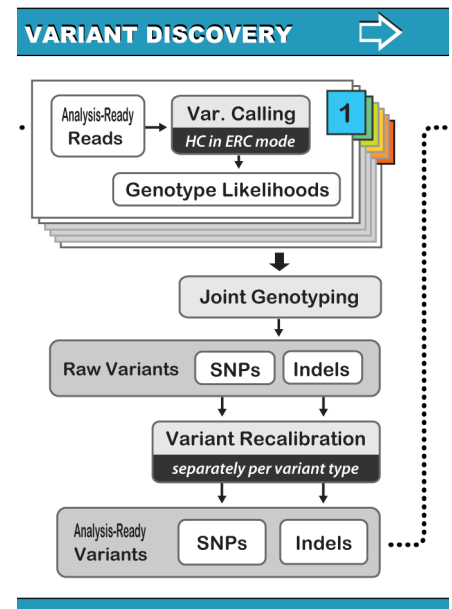 VARIANT DISCOVERY
Analysis-Ready
Reads
Var. Calling
HC in ERC mode
1
Genotype Likelihoods
Joint Genotyping
Raw Variants
SNPs
Indels
Variant Recalibration
separately per variant type
Analysis-Ready
Variants
SNPs
Indels